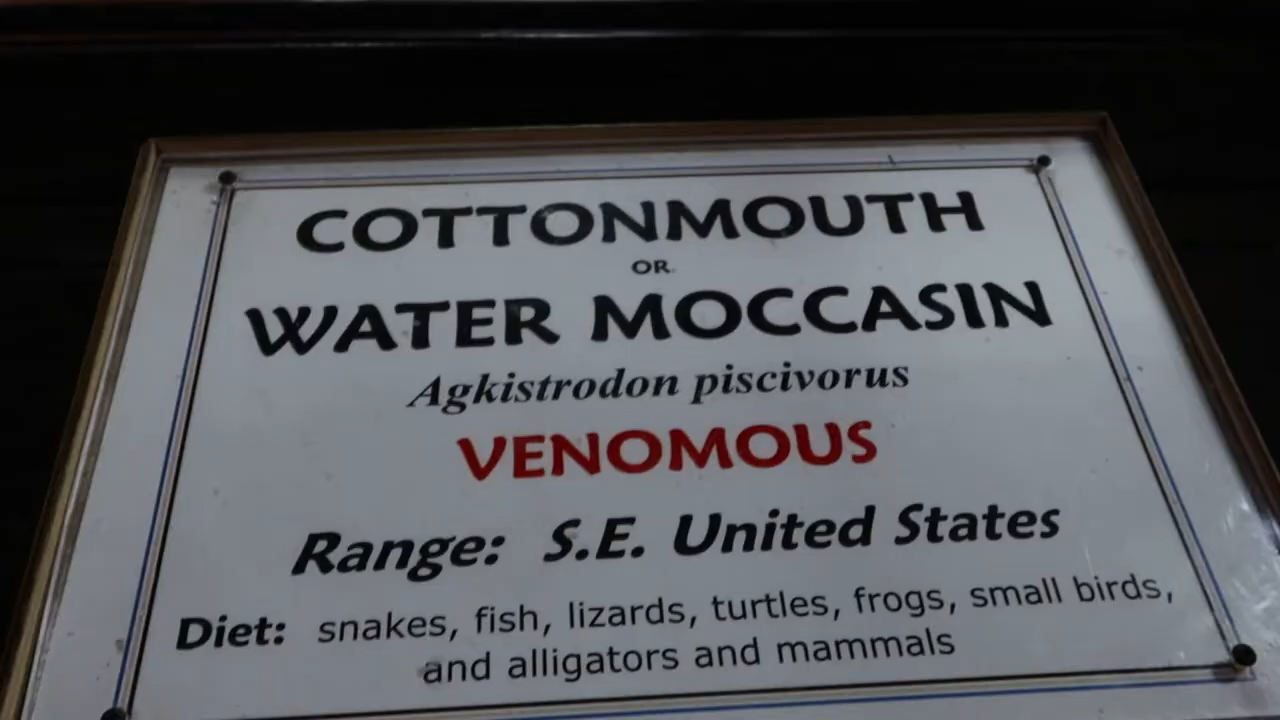 COTTONMOUTH
OR
WATER MOCCASIN
Agkistrodon piscivorus
VENOMOUS
Range: S.E. United States
Diet: snakes, fish, lizards, turtles, frogs, small birds,
and alligators and mammals